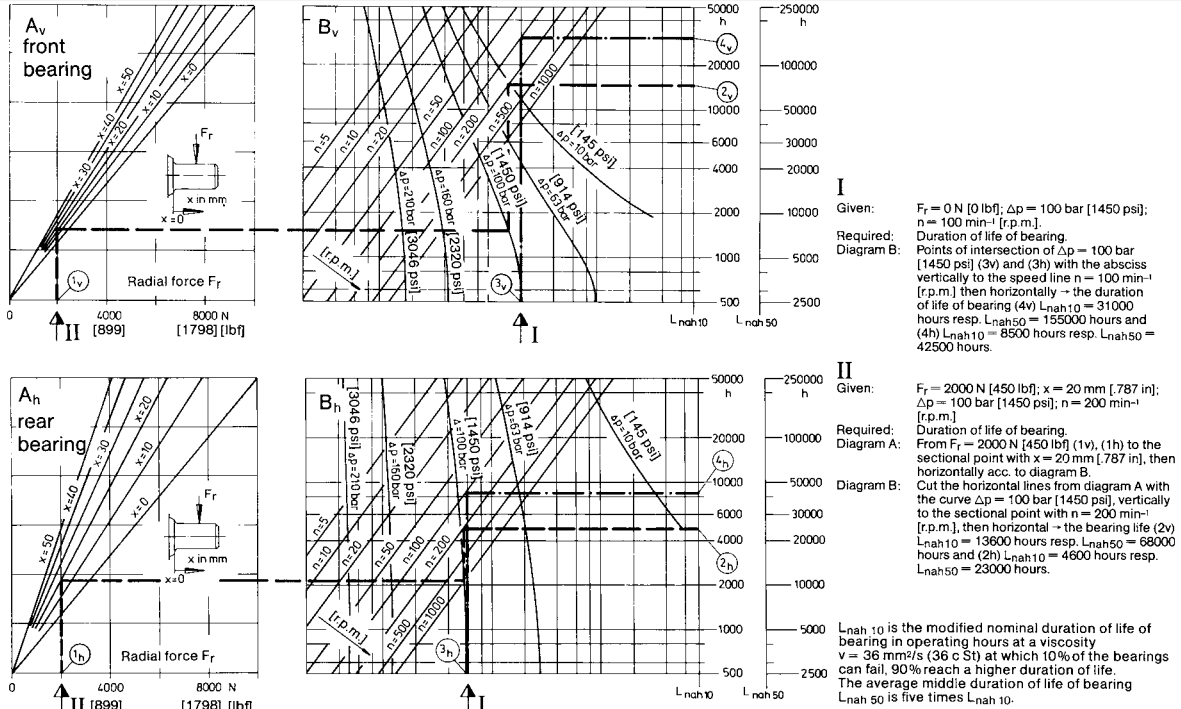 A_v
front
bearing
x=50
x=40
x=30
x=20
x=10
x=0
F_r
x in mm
x=0
1_v
Radial force F_r
0
4000
8000 N
II
[899]
[1798] [lbf]
B_v
n=5
n=10
n=20
n=50
n=100
n=200
n=500
n=1000
[r.p.m.]
Δp=210 bar
[3046 psi]
Δp=160 bar
[2320 psi]
[1450 psi]
Δp=100 bar
[914 psi]
Δp=63 bar
[145 psi]
Δp=10 bar
3_v
4_v
2_v
50000
h
20000
10000
6000
4000
2000
1000
500
L_nah 10
250000
h
100000
50000
30000
20000
10000
5000
2500
L_nah 50
I
A_h
rear
bearing
x=50
x=40
x=30
x=20
x=10
x=0
F_r
x in mm
x=0
1_h
Radial force F_r
0
4000
8000 N
II [899]
[1798] [lbf]
B_h
[3046 psi]
Δp=210 bar
[2320 psi]
Δp=160 bar
[1450 psi]
Δ=100 bar
[914 psi]
Δp=63 bar
[145 psi]
Δp=10 bar
n=5
n=10
n=20
n=50
n=100
n=200
n=500
n=1000
[r.p.m.]
3_h
4_h
2_h
50000
h
20000
10000
6000
4000
2000
1000
500
L_nah 10
250000
h
100000
50000
30000
20000
10000
5000
2500
L_nah 50
I
I
Given: F_r = 0 N [0 lbf]; Δp = 100 bar [1450 psi];
n = 100 min⁻¹ [r.p.m.].
Required: Duration of life of bearing.
Diagram B: Points of intersection of Δp = 100 bar
[1450 psi] (3v) and (3h) with the absciss
vertically to the speed line n = 100 min⁻¹
[r.p.m.] then horizontally → the duration
of life of bearing (4v) L_nah10 = 31000
hours resp. L_nah50 = 155000 hours and
(4h) L_nah10 = 8500 hours resp. L_nah50 =
42500 hours.
II
Given: F_r = 2000 N [450 lbf]; x = 20 mm [.787 in];
Δp = 100 bar [1450 psi]; n = 200 min⁻¹
[r.p.m.]
Required: Duration of life of bearing.
Diagram A: From F_r = 2000 N [450 lbf] (1v), (1h) to the
sectional point with x = 20 mm [.787 in], then
horizontally acc. to diagram B.
Diagram B: Cut the horizontal lines from diagram A with
the curve Δp = 100 bar [1450 psi], vertically
to the sectional point with n = 200 min⁻¹
[r.p.m.], then horizontal → the bearing life (2v)
L_nah10 = 13600 hours resp. L_nah50 = 68000
hours and (2h) L_nah10 = 4600 hours resp.
L_nah50 = 23000 hours.
L_nah 10 is the modified nominal duration of life of
bearing in operating hours at a viscosity
v = 36 mm²/s (36 c St) at which 10% of the bearings
can fail, 90% reach a higher duration of life.
The average middle duration of life of bearing
L_nah 50 is five times L_nah 10.